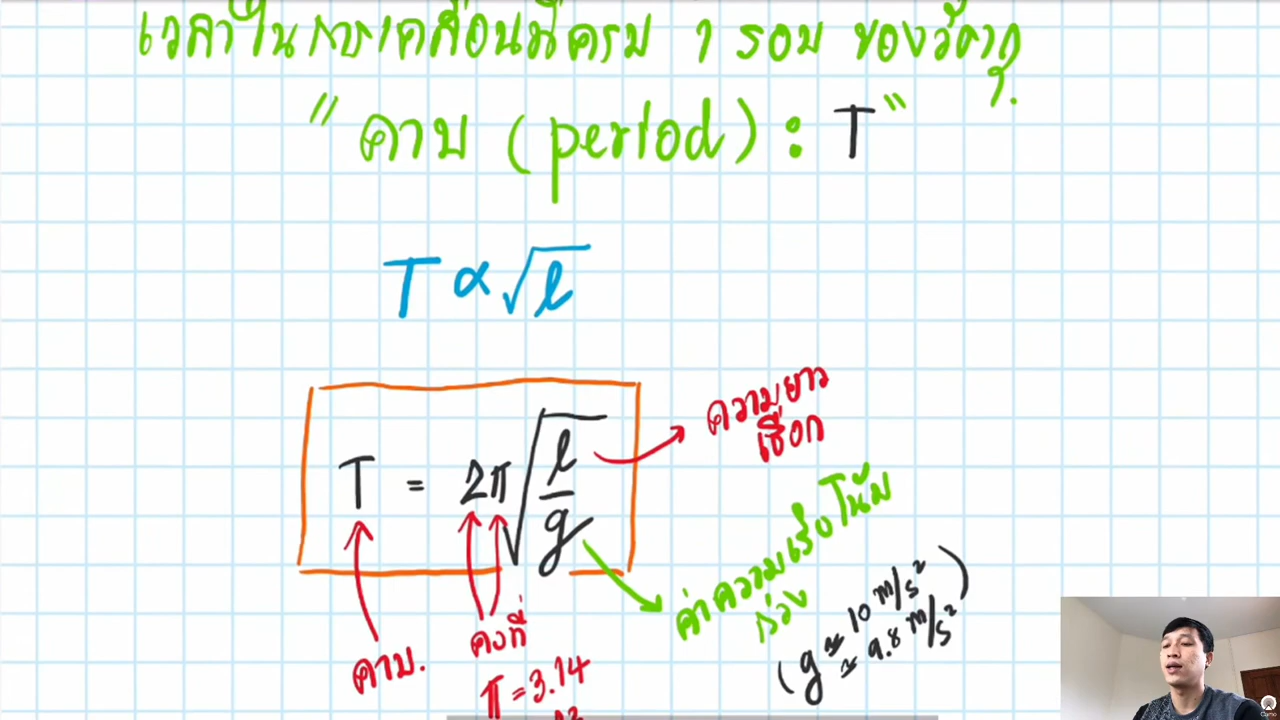 เวลาในการเคลื่อนที่ครบ 1 รอบ ของวัตถุ.
"คาบ (period) : T"
T ∝ √l
T = 2π√(l/g)
ความยาว
เชือก
ค่าความเร่งโน้ม
ถ่วง
(g ≈ 10 m/s²
≈ 9.8 m/s²)
คาบ.
คงที่
π = 3.14